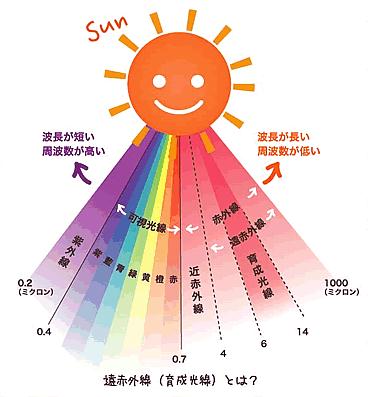 Sun
波長が短い
周波数が高い
波長が長い
周波数が低い
可視光線
赤外線
遠赤外線
紫外線
紫 藍 青 緑 黄 橙 赤
近赤外線
育成光線
0.2
(ミクロン)
0.4
0.7
4
6
14
1000
(ミクロン)
遠赤外線(育成光線)とは?